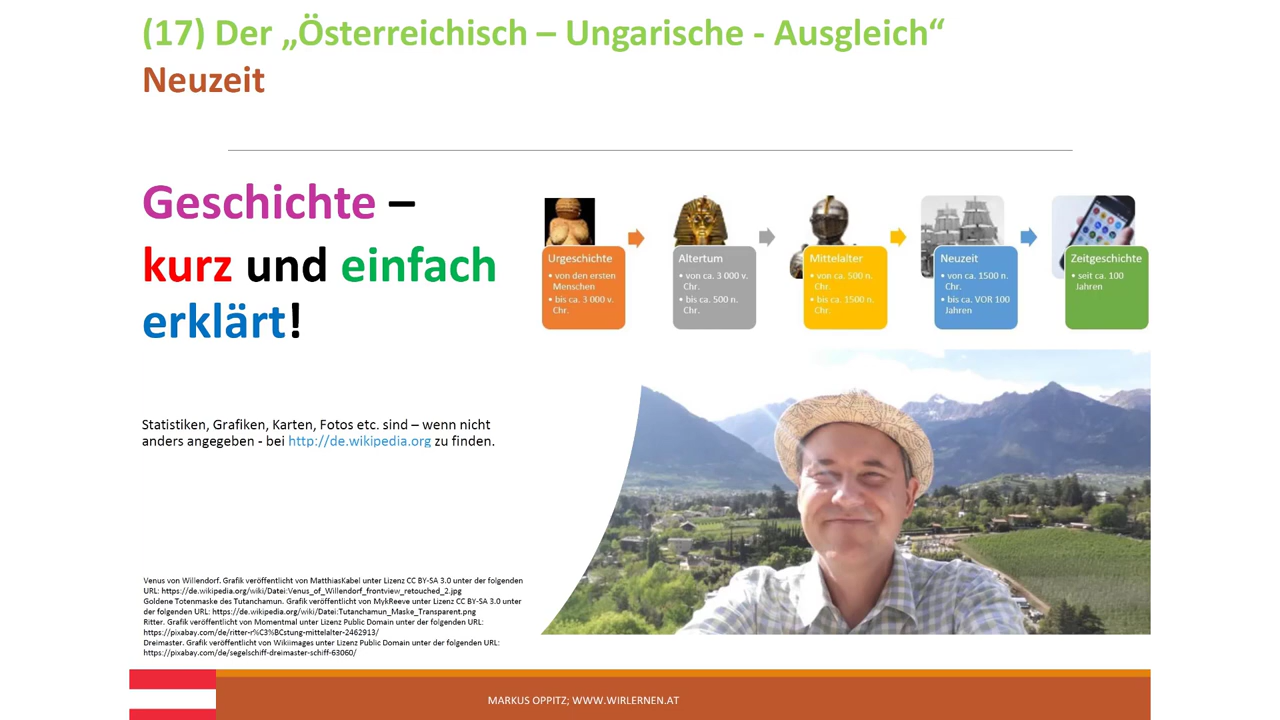 (17) Der „Österreichisch – Ungarische - Ausgleich“
Neuzeit
Geschichte –
kurz und einfach
erklärt!
Urgeschichte
• von den ersten
Menschen
• bis ca. 3 000 v.
Chr.
Altertum
• von ca. 3 000 v.
Chr.
• bis ca. 500 n.
Chr.
Mittelalter
• von ca. 500 n.
Chr.
• bis ca. 1500 n.
Chr.
Neuzeit
• von ca. 1500 n.
Chr.
• bis ca. VOR 100
Jahren
Zeitgeschichte
• seit ca. 100
Jahren
Statistiken, Grafiken, Karten, Fotos etc. sind – wenn nicht
anders angegeben - bei http://de.wikipedia.org zu finden.
Venus von Willendorf. Grafik veröffentlicht von MatthiasKabel unter Lizenz CC BY-SA 3.0 unter der folgenden
URL: https://de.wikipedia.org/wiki/Datei:Venus_of_Willendorf_frontview_retouched_2.jpg
Goldene Totenmaske des Tutanchamun. Grafik veröffentlicht von MykReeve unter Lizenz CC BY-SA 3.0 unter
der folgenden URL: https://de.wikipedia.org/wiki/Datei:Tutanchamun_Maske_Transparent.png
Ritter. Grafik veröffentlicht von Momentmal unter Lizenz Public Domain unter der folgenden URL:
https://pixabay.com/de/ritter-r%C3%BCstung-mittelalter-2462913/
Dreimaster. Grafik veröffentlicht von Wikiimages unter Lizenz Public Domain unter der folgenden URL:
https://pixabay.com/de/segelschiff-dreimaster-schiff-63060/
MARKUS OPPITZ; WWW.WIRLERNEN.AT